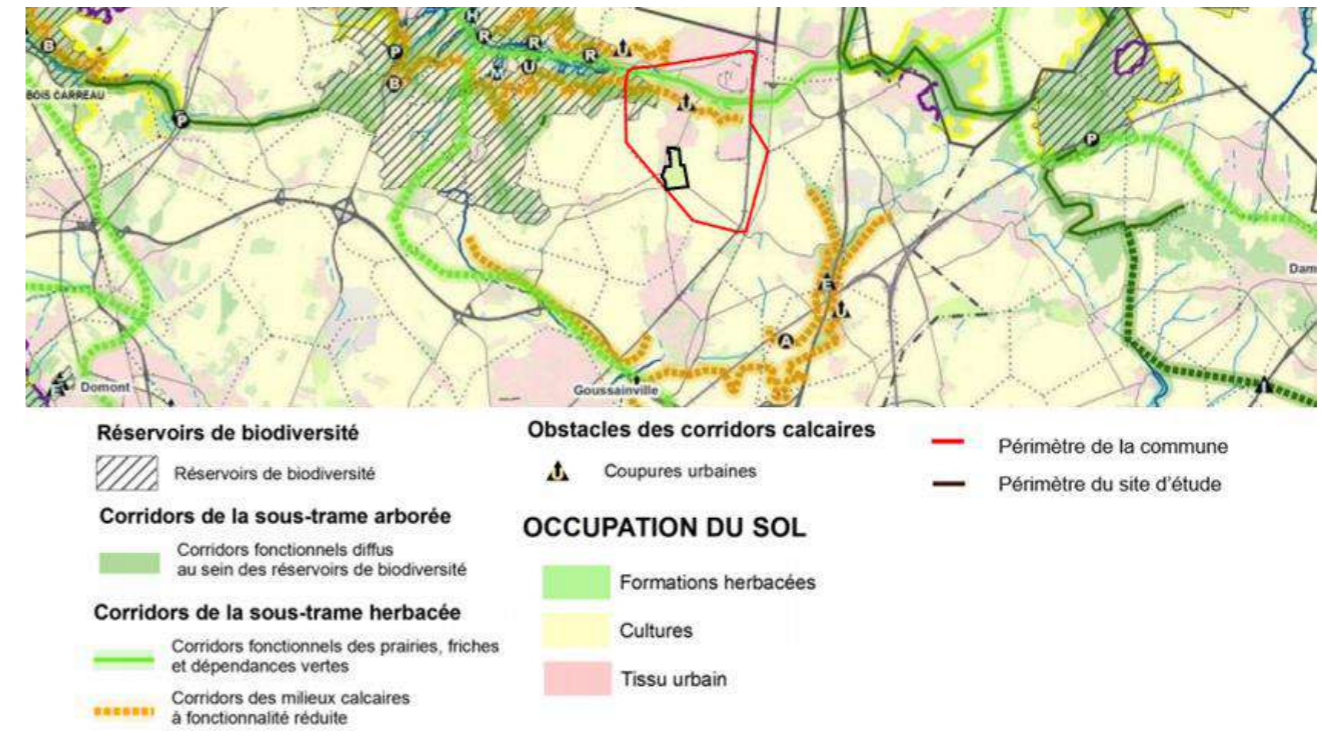 H
R
R
R
B
P
B
M
U
U
U
BOIS CARREAU
P
P
E
U
A
Dam
Domont
Goussainville
Réservoirs de biodiversité
Réservoirs de biodiversité
Corridors de la sous-trame arborée
Corridors fonctionnels diffus
au sein des réservoirs de biodiversité
Corridors de la sous-trame herbacée
Corridors fonctionnels des prairies, friches
et dépendances vertes
Corridors des milieux calcaires
à fonctionnalité réduite
Obstacles des corridors calcaires
U Coupures urbaines
OCCUPATION DU SOL
Formations herbacées
Cultures
Tissu urbain
Périmètre de la commune
Périmètre du site d'étude